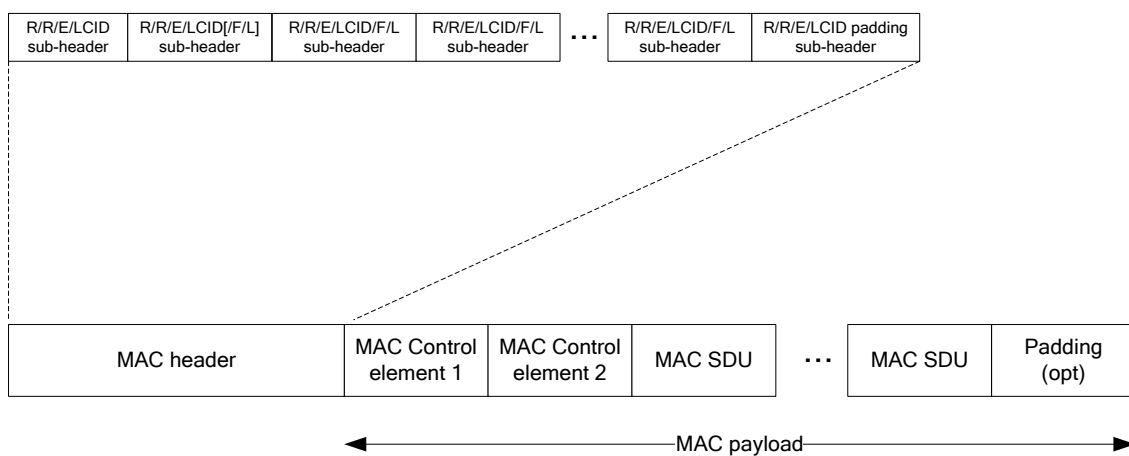 R/R/E/LCID
sub-header
R/R/E/LCID[/F/L]
sub-header
R/R/E/LCID/F/L
sub-header
R/R/E/LCID/F/L
sub-header
...
R/R/E/LCID/F/L
sub-header
R/R/E/LCID padding
sub-header
MAC header
MAC Control
element 1
MAC Control
element 2
MAC SDU
...
MAC SDU
Padding
(opt)
MAC payload